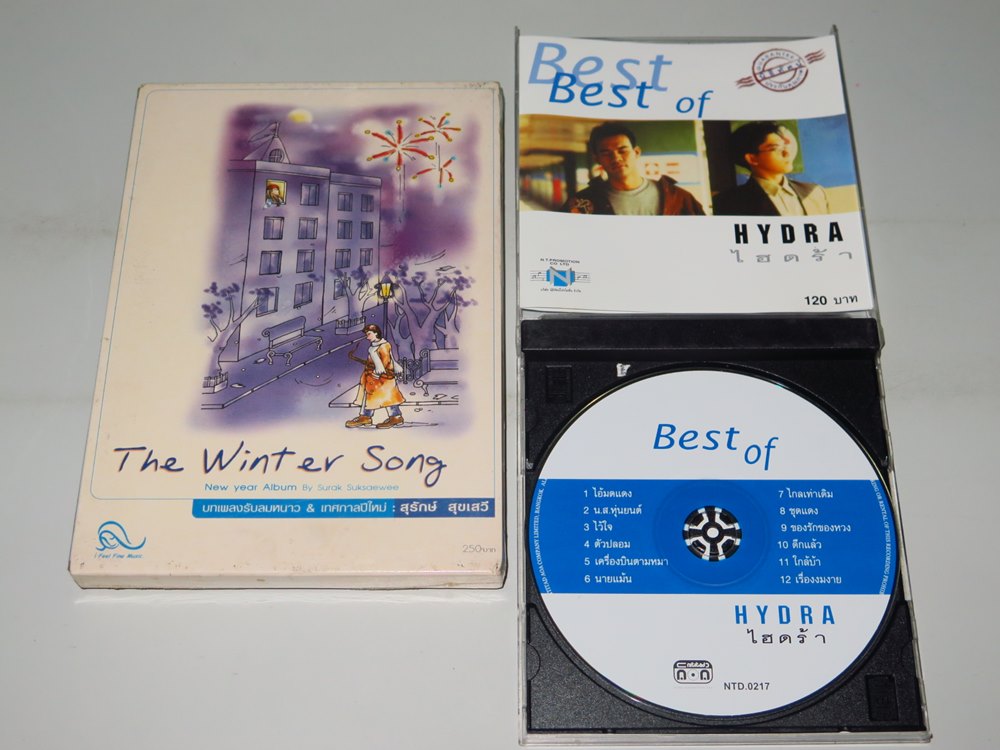 The Winter Song
New year Album By Surak Suksaewee
บทเพลงรับลมหนาว & เทศกาลปีใหม่ : สุรักษ์ สุขเสวี
i Feel Fine Music
250บาท
Best
Best of
HYDRA
ไฮดร้า
N.T.PROMOTION
CO.LTD
N
120 บาท
Best of
1 ไอ้มดแดง
2 น.ส.หุ่นยนต์
3 ไว้ใจ
4 ตัวปลอม
5 เครื่องบินตามหมา
6 นายแม้น
7 ไกลเท่าเดิม
8 ชุดแดง
9 ของรักของหวง
10 ดึกแล้ว
11 ใกล้บ้า
12 เรื่องงมงาย
HYDRA
ไฮดร้า
NTD.0217